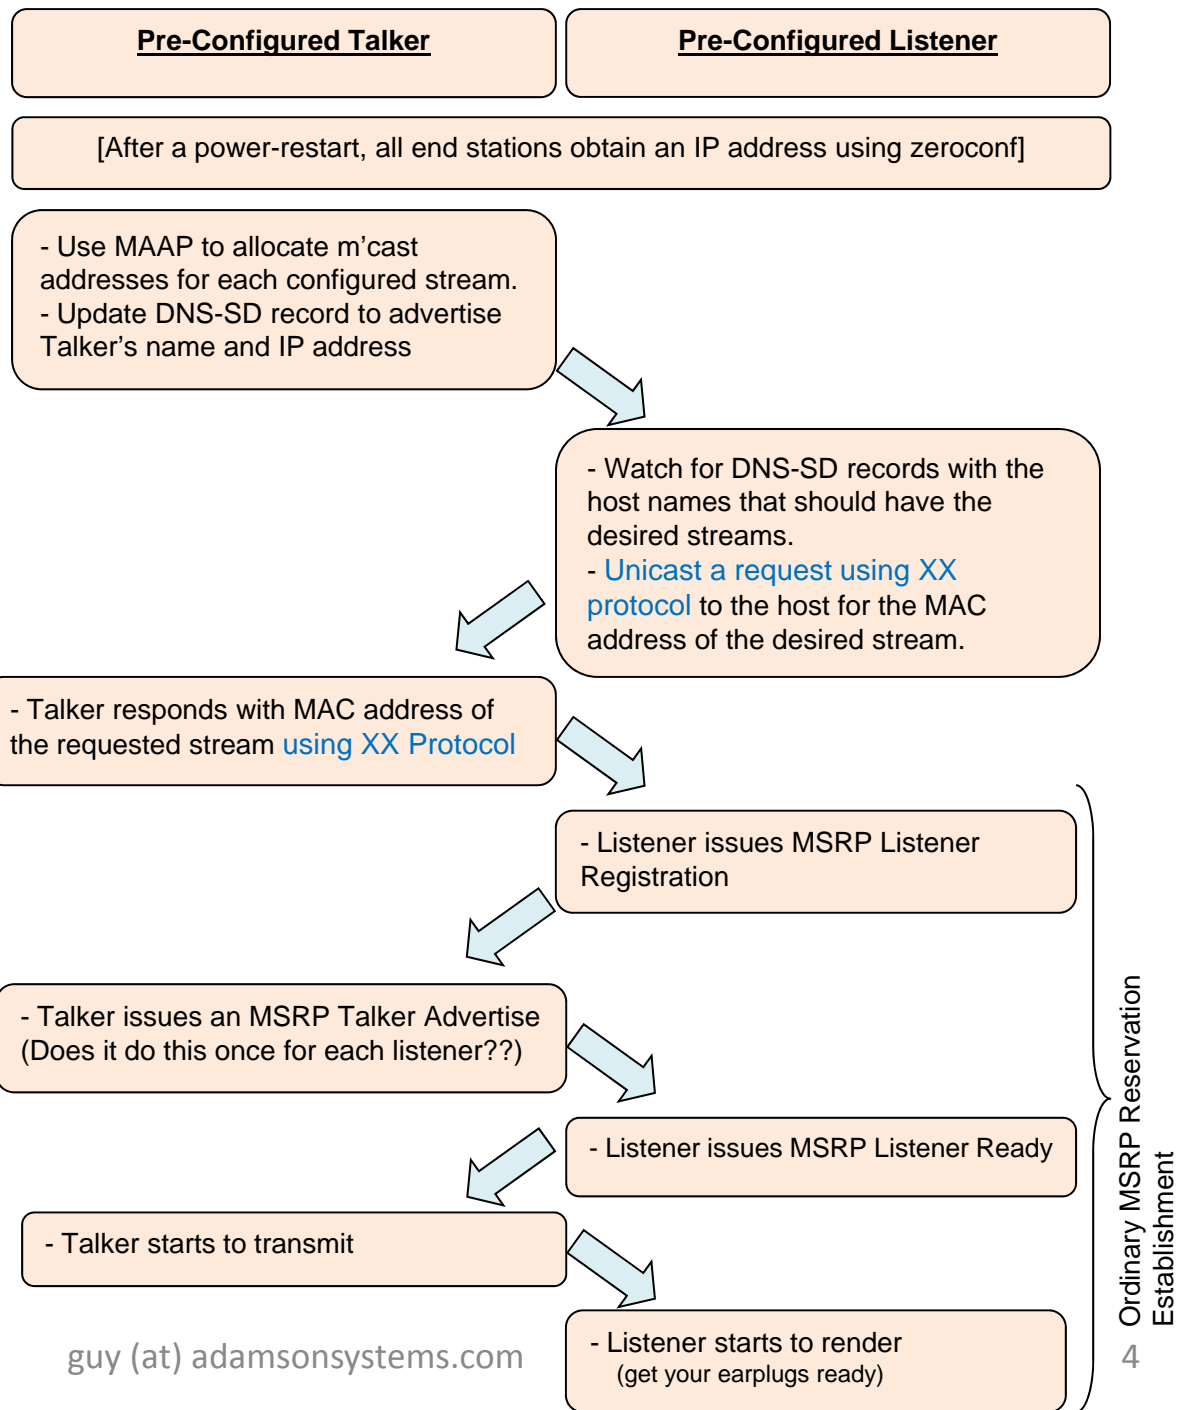 Pre-Configured Talker
Pre-Configured Listener
[After a power-restart, all end stations obtain an IP address using zeroconf]
- Use MAAP to allocate m’cast
addresses for each configured stream.
- Update DNS-SD record to advertise
Talker’s name and IP address
- Watch for DNS-SD records with the
host names that should have the
desired streams.
- Unicast a request using XX
protocol to the host for the MAC
address of the desired stream.
- Talker responds with MAC address of
the requested stream using XX Protocol
- Listener issues MSRP Listener
Registration
- Talker issues an MSRP Talker Advertise
(Does it do this once for each listener??)
- Listener issues MSRP Listener Ready
- Talker starts to transmit
- Listener starts to render
(get your earplugs ready)
Ordinary MSRP Reservation
Establishment
guy (at) adamsonsystems.com
4